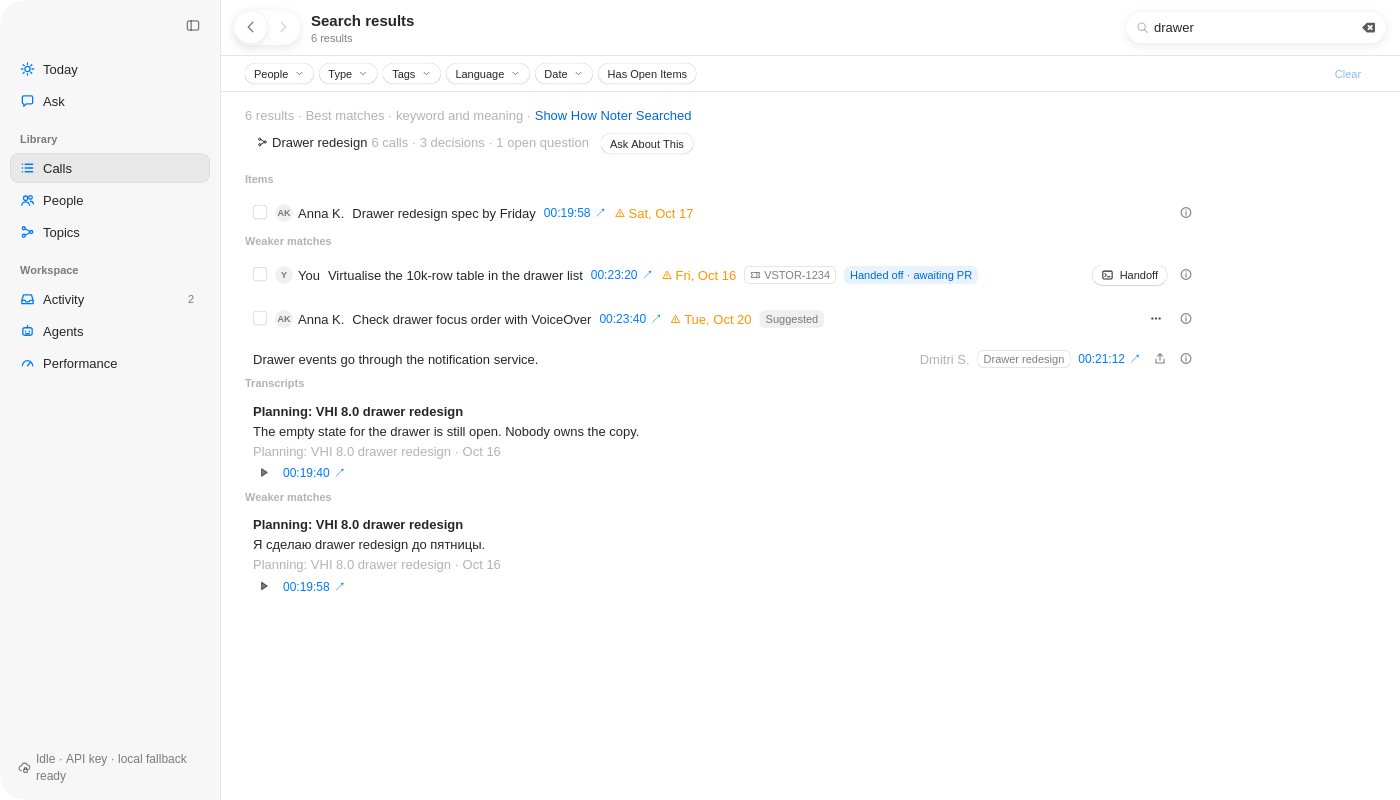 Search results
6 results
drawer
Today
Ask
Library
Calls
People
Topics
Workspace
Activity 2
Agents
Performance
Idle · API key · local fallback
ready
People Type Tags Language Date Has Open Items Clear
6 results · Best matches · keyword and meaning · Show How Noter Searched
Drawer redesign 6 calls · 3 decisions · 1 open question Ask About This
Items
AK Anna K. Drawer redesign spec by Friday 00:19:58 Sat, Oct 17
Weaker matches
Y You Virtualise the 10k-row table in the drawer list 00:23:20 Fri, Oct 16 VSTOR-1234 Handed off · awaiting PR Handoff
AK Anna K. Check drawer focus order with VoiceOver 00:23:40 Tue, Oct 20 Suggested
Drawer events go through the notification service. Dmitri S. Drawer redesign 00:21:12
Transcripts
Planning: VHI 8.0 drawer redesign
The empty state for the drawer is still open. Nobody owns the copy.
Planning: VHI 8.0 drawer redesign · Oct 16
00:19:40
Weaker matches
Planning: VHI 8.0 drawer redesign
Я сделаю drawer redesign до пятницы.
Planning: VHI 8.0 drawer redesign · Oct 16
00:19:58